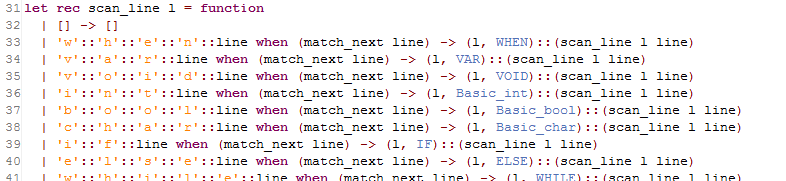 31 let rec scan_line l = function
32 | [] -> []
33 | 'w'::'h'::'e'::'n'::line when (match_next line) -> (l, WHEN)::(scan_line l line)
34 | 'v'::'a'::'r'::line when (match_next line) -> (l, VAR)::(scan_line l line)
35 | 'v'::'o'::'i'::'d'::line when (match_next line) -> (l, VOID)::(scan_line l line)
36 | 'i'::'n'::'t'::line when (match_next line) -> (l, Basic_int)::(scan_line l line)
37 | 'b'::'o'::'o'::'l'::line when (match_next line) -> (l, Basic_bool)::(scan_line l line)
38 | 'c'::'h'::'a'::'r'::line when (match_next line) -> (l, Basic_char)::(scan_line l line)
39 | 'i'::'f'::line when (match_next line) -> (l, IF)::(scan_line l line)
40 | 'e'::'l'::'s'::'e'::line when (match_next line) -> (l, ELSE)::(scan_line l line)
41 | 'w'::'h'::'i'::'l'::'e'::line when (match_next line) -> (l, WHILE)::(scan_line l line)